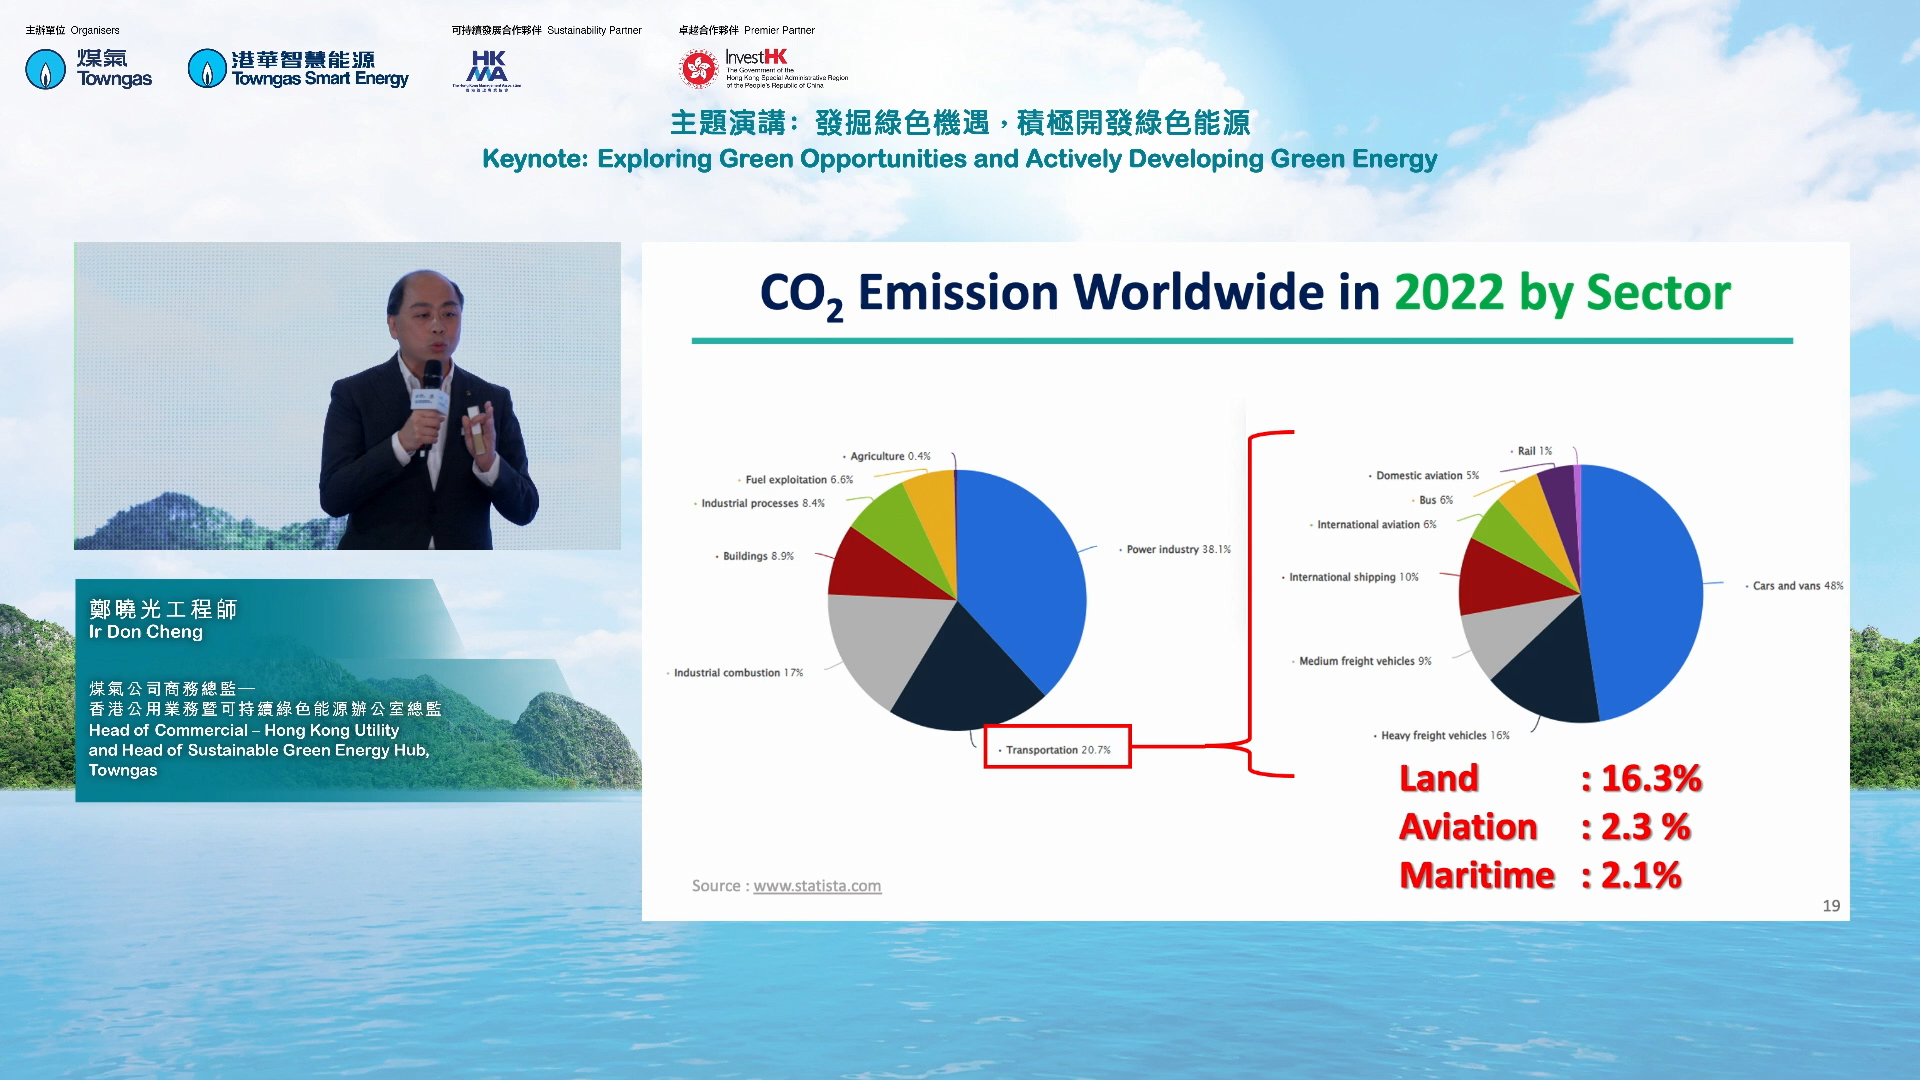 主辦單位 Organisers
可持續發展合作夥伴 Sustainability Partner
卓越合作夥伴 Premier Partner
煤氣
Towngas
港華智慧能源
Towngas Smart Energy
HK
MA
The Hong Kong Management Association
InvestHK
The Government of the
Hong Kong Special Administrative Region
of the People's Republic of China
主題演講：發掘綠色機遇，積極開發綠色能源
Keynote: Exploring Green Opportunities and Actively Developing Green Energy
鄭曉光工程師
Ir Don Cheng
煤氣公司商務總監—
香港公用業務暨可持續綠色能源辦公室總監
Head of Commercial – Hong Kong Utility
and Head of Sustainable Green Energy Hub,
Towngas
CO₂ Emission Worldwide in 2022 by Sector
• Agriculture 0.4%
• Fuel exploitation 6.6%
• Industrial processes 8.4%
• Buildings 8.9%
• Industrial combustion 17%
• Power industry 38.1%
• Transportation 20.7%
• Rail 1%
• Domestic aviation 5%
• Bus 6%
• International aviation 6%
• International shipping 10%
• Medium freight vehicles 9%
• Heavy freight vehicles 16%
• Cars and vans 48%
Land : 16.3%
Aviation : 2.3 %
Maritime : 2.1%
Source : www.statista.com
19